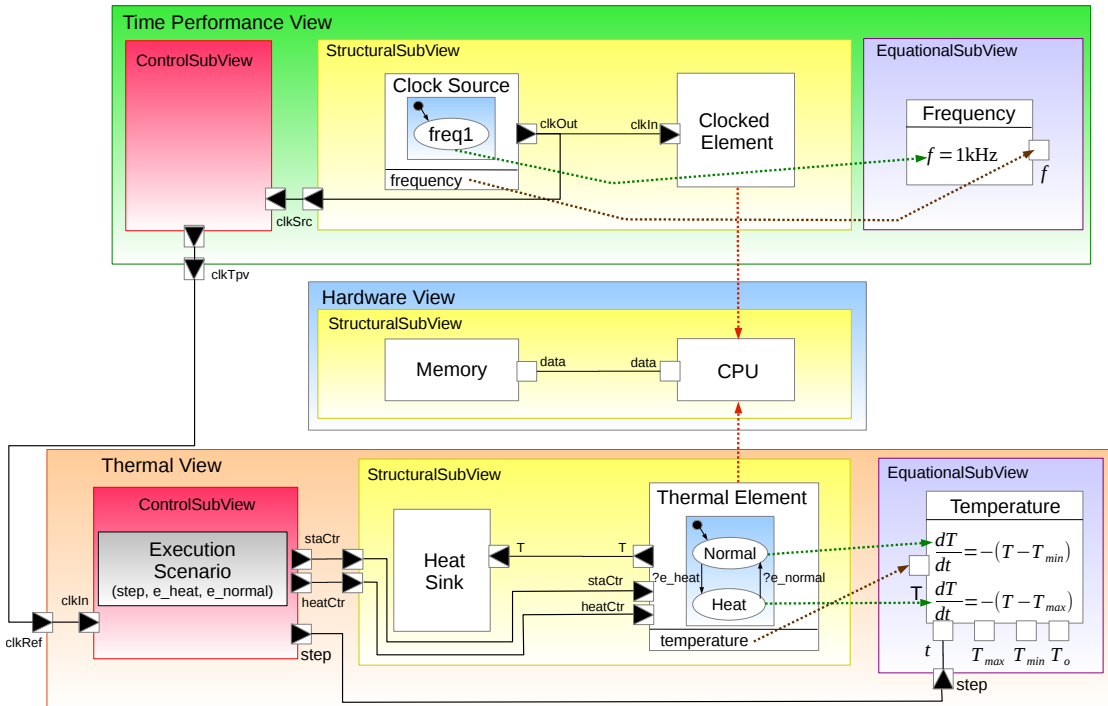 Time Performance View
ControlSubView
StructuralSubView
EquationalSubView
Clock Source
freq1
frequency
clkOut
clkIn
Clocked
Element
Frequency
f = 1kHz
f
clkSrc
clkTpv
Hardware View
StructuralSubView
Memory
data
data
CPU
Thermal View
ControlSubView
StructuralSubView
EquationalSubView
Execution
Scenario
(step, e_heat, e_normal)
staCtr
heatCtr
clkIn
clkRef
step
Heat
Sink
T
T
staCtr
heatCtr
Thermal Element
Normal
?e_heat
?e_normal
Heat
temperature
Temperature
dT/dt = −(T − Tmin)
T
dT/dt = −(T − Tmax)
t
Tmax
Tmin
To
step